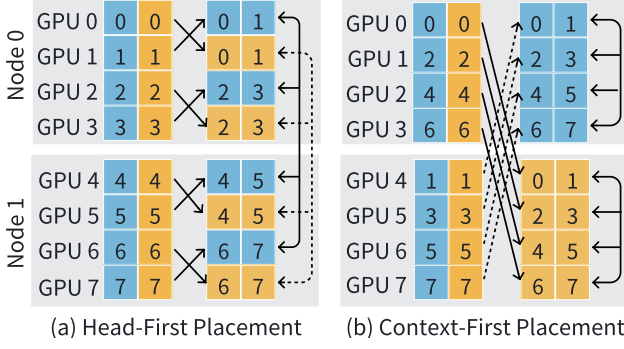 Node 0
GPU 0 0 0 0 1
GPU 1 1 1 0 1
GPU 2 2 2 2 3
GPU 3 3 3 2 3
Node 1
GPU 4 4 4 4 5
GPU 5 5 5 4 5
GPU 6 6 6 6 7
GPU 7 7 7 6 7
(a) Head-First Placement
GPU 0 0 0 0 1
GPU 1 2 2 2 3
GPU 2 4 4 4 5
GPU 3 6 6 6 7
GPU 4 1 1 0 1
GPU 5 3 3 2 3
GPU 6 5 5 4 5
GPU 7 7 7 6 7
(b) Context-First Placement